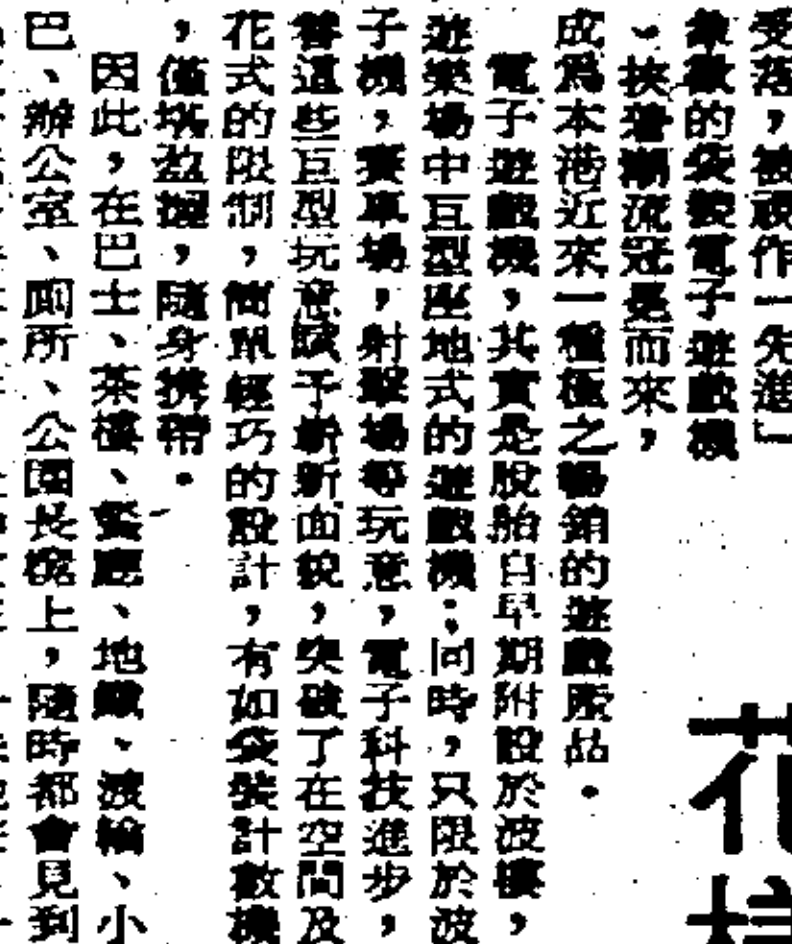 受落，被視作「先進」
象徵的袋裝電子遊戲機
，挾着潮流冠冕而來，
成爲本港近來一種極之暢銷的遊戲產品。
電子遊戲機，其實是脫胎自早期附設於波樓，
遊樂場中巨型座地式的遊戲機；同時，只限於波
子機，賽車場，射擊場等玩意，電子科技進步，
替這些巨型玩意賦予嶄新面貌，突破了在空間及
花式的限制，簡單輕巧的設計，有如袋裝計數機
，僅堪盈握，隨身携帶。
因此，在巴士、茶樓、餐廳、地鐵、渡輪、小
巴、辦公室、厠所、公園長櫈上，隨時都會見到
花